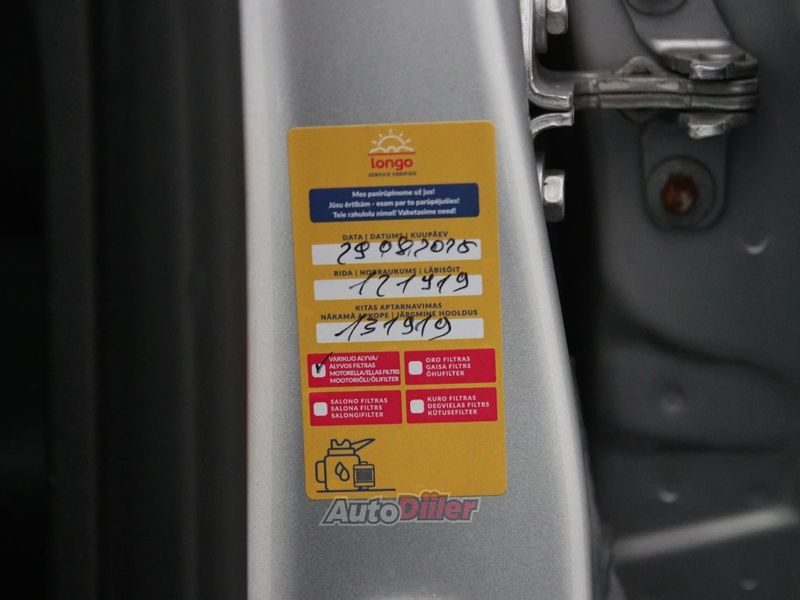 longo
SERVICE VERIFIED
Mes pasirūpinome už jus!
Jūsu ērtībām - esam par to parūpējušies!
Teie rahulolu nimel! Vahetasime need!
DATA | DATUMS | KUUPÄEV
29 08 2025
RIDA | NOBRAUKUMS | LÄBISÕIT
121919
KITAS APTARNAVIMAS
NĀKAMĀ APKOPE | JÄRGMINE HOOLDUS
131919
VARIKLIO ALYVA/
ALYVOS FILTRAS
MOTOREĻĻA/EĻĻAS FILTRS
MOOTORIÕLI/ÕLIFILTER
ORO FILTRAS
GAISA FILTRS
ÕHUFILTER
SALONO FILTRAS
SALONA FILTRS
SALONGIFILTER
KURO FILTRAS
DEGVIELAS FILTRS
KÜTUSEFILTER
AutoDiiler